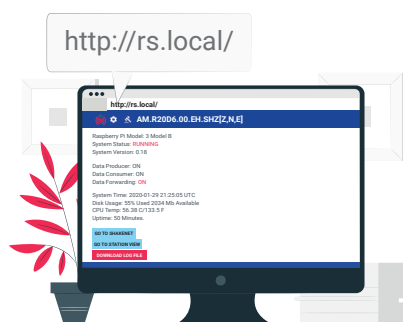 http://rs.local/
http://rs.local/
AM.R20D6.00.EH.SHZ[Z,N,E]
Raspberry Pi Model: 3 Model B
System Status: RUNNING
System Version: 0.18
Data Producer: ON
Data Consumer: ON
Data Forwarding: ON
System Time: 2020-01-29 21:25:05 UTC
Disk Usage: 55% Used 2034 Mb Available
CPU Temp: 56.38 C/133.5 F
Uptime: 50 Minutes.
GO TO SHAKENET
GO TO STATION VIEW
DOWNLOAD LOG FILE